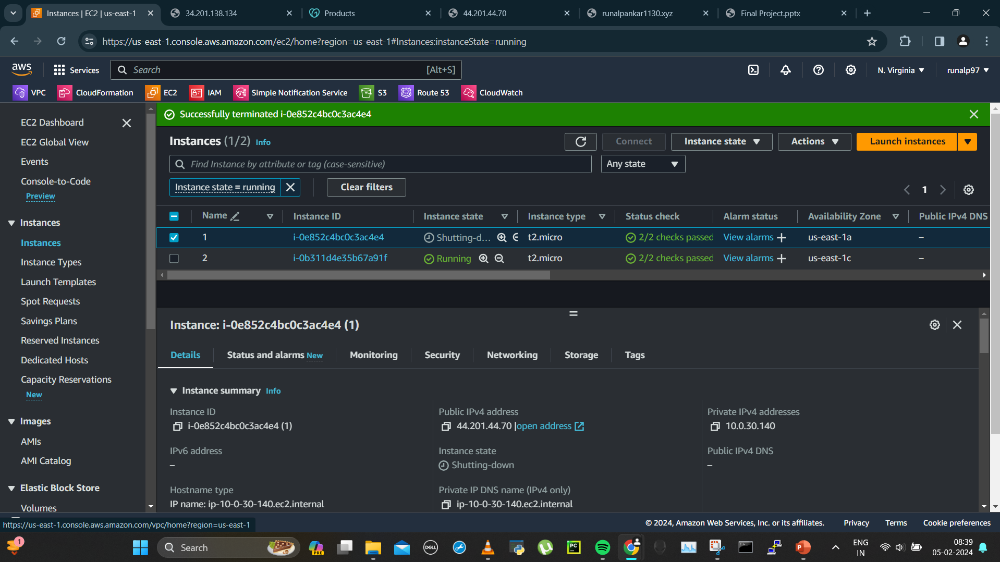 Instances | EC2 | us-east-1
34.201.138.134
Products
44.201.44.70
runalpankar1130.xyz
Final Project.pptx
https://us-east-1.console.aws.amazon.com/ec2/home?region=us-east-1#Instances:instanceState=running
aws
Services
Search
[Alt+S]
N. Virginia
runalp97
VPC
CloudFormation
EC2
IAM
Simple Notification Service
S3
Route 53
CloudWatch
EC2 Dashboard
EC2 Global View
Events
Console-to-Code
Preview
Instances
Instances
Instance Types
Launch Templates
Spot Requests
Savings Plans
Reserved Instances
Dedicated Hosts
Capacity Reservations
New
Images
AMIs
AMI Catalog
Elastic Block Store
Volumes
Successfully terminated i-0e852c4bc0c3ac4e4
Instances (1/2) Info
Connect
Instance state
Actions
Launch instances
Find Instance by attribute or tag (case-sensitive)
Any state
Instance state = running
Clear filters
1
Name Instance ID Instance state Instance type Status check Alarm status Availability Zone Public IPv4 DNS
1 i-0e852c4bc0c3ac4e4 Shutting-d... t2.micro 2/2 checks passed View alarms + us-east-1a –
2 i-0b311d4e35b67a91f Running t2.micro 2/2 checks passed View alarms + us-east-1c –
Instance: i-0e852c4bc0c3ac4e4 (1)
Details
Status and alarms New
Monitoring
Security
Networking
Storage
Tags
Instance summary Info
Instance ID
i-0e852c4bc0c3ac4e4 (1)
Public IPv4 address
44.201.44.70 |open address
Private IPv4 addresses
10.0.30.140
IPv6 address
–
Instance state
Shutting-down
Public IPv4 DNS
–
Hostname type
IP name: ip-10-0-30-140.ec2.internal
Private IP DNS name (IPv4 only)
ip-10-0-30-140.ec2.internal
https://us-east-1.console.aws.amazon.com/vpc/home?region=us-east-1
© 2024, Amazon Web Services, Inc. or its affiliates.
Privacy
Terms
Cookie preferences
1
Search
PRE
DELL
PC
P
ENG
IN
08:39
05-02-2024